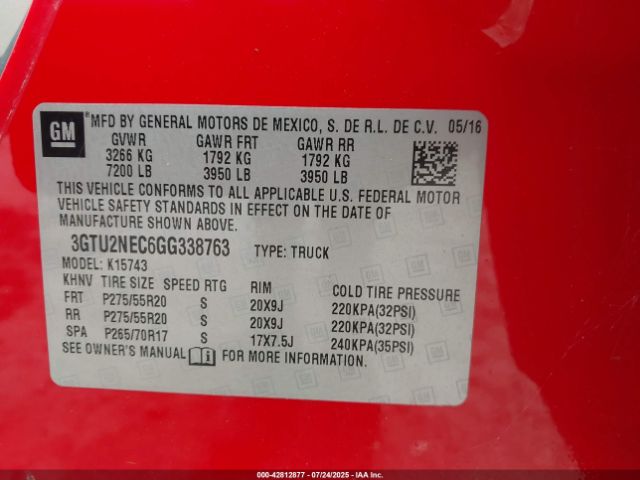 GM ® MFD BY GENERAL MOTORS DE MEXICO, S. DE R.L. DE C.V. 05/16
GVWR GAWR FRT GAWR RR
3266 KG 1792 KG 1792 KG
7200 LB 3950 LB 3950 LB
THIS VEHICLE CONFORMS TO ALL APPLICABLE U.S. FEDERAL MOTOR
VEHICLE SAFETY STANDARDS IN EFFECT ON THE DATE OF
MANUFACTURE SHOWN ABOVE.
3GTU2NEC6GG338763 TYPE: TRUCK
MODEL: K15743
KHNV TIRE SIZE SPEED RTG RIM COLD TIRE PRESSURE
FRT P275/55R20 S 20X9J 220KPA(32PSI)
RR P275/55R20 S 20X9J 220KPA(32PSI)
SPA P265/70R17 S 17X7.5J 240KPA(35PSI)
SEE OWNER'S MANUAL i FOR MORE INFORMATION.
000-42812877 - 07/24/2025 - IAAI.COM